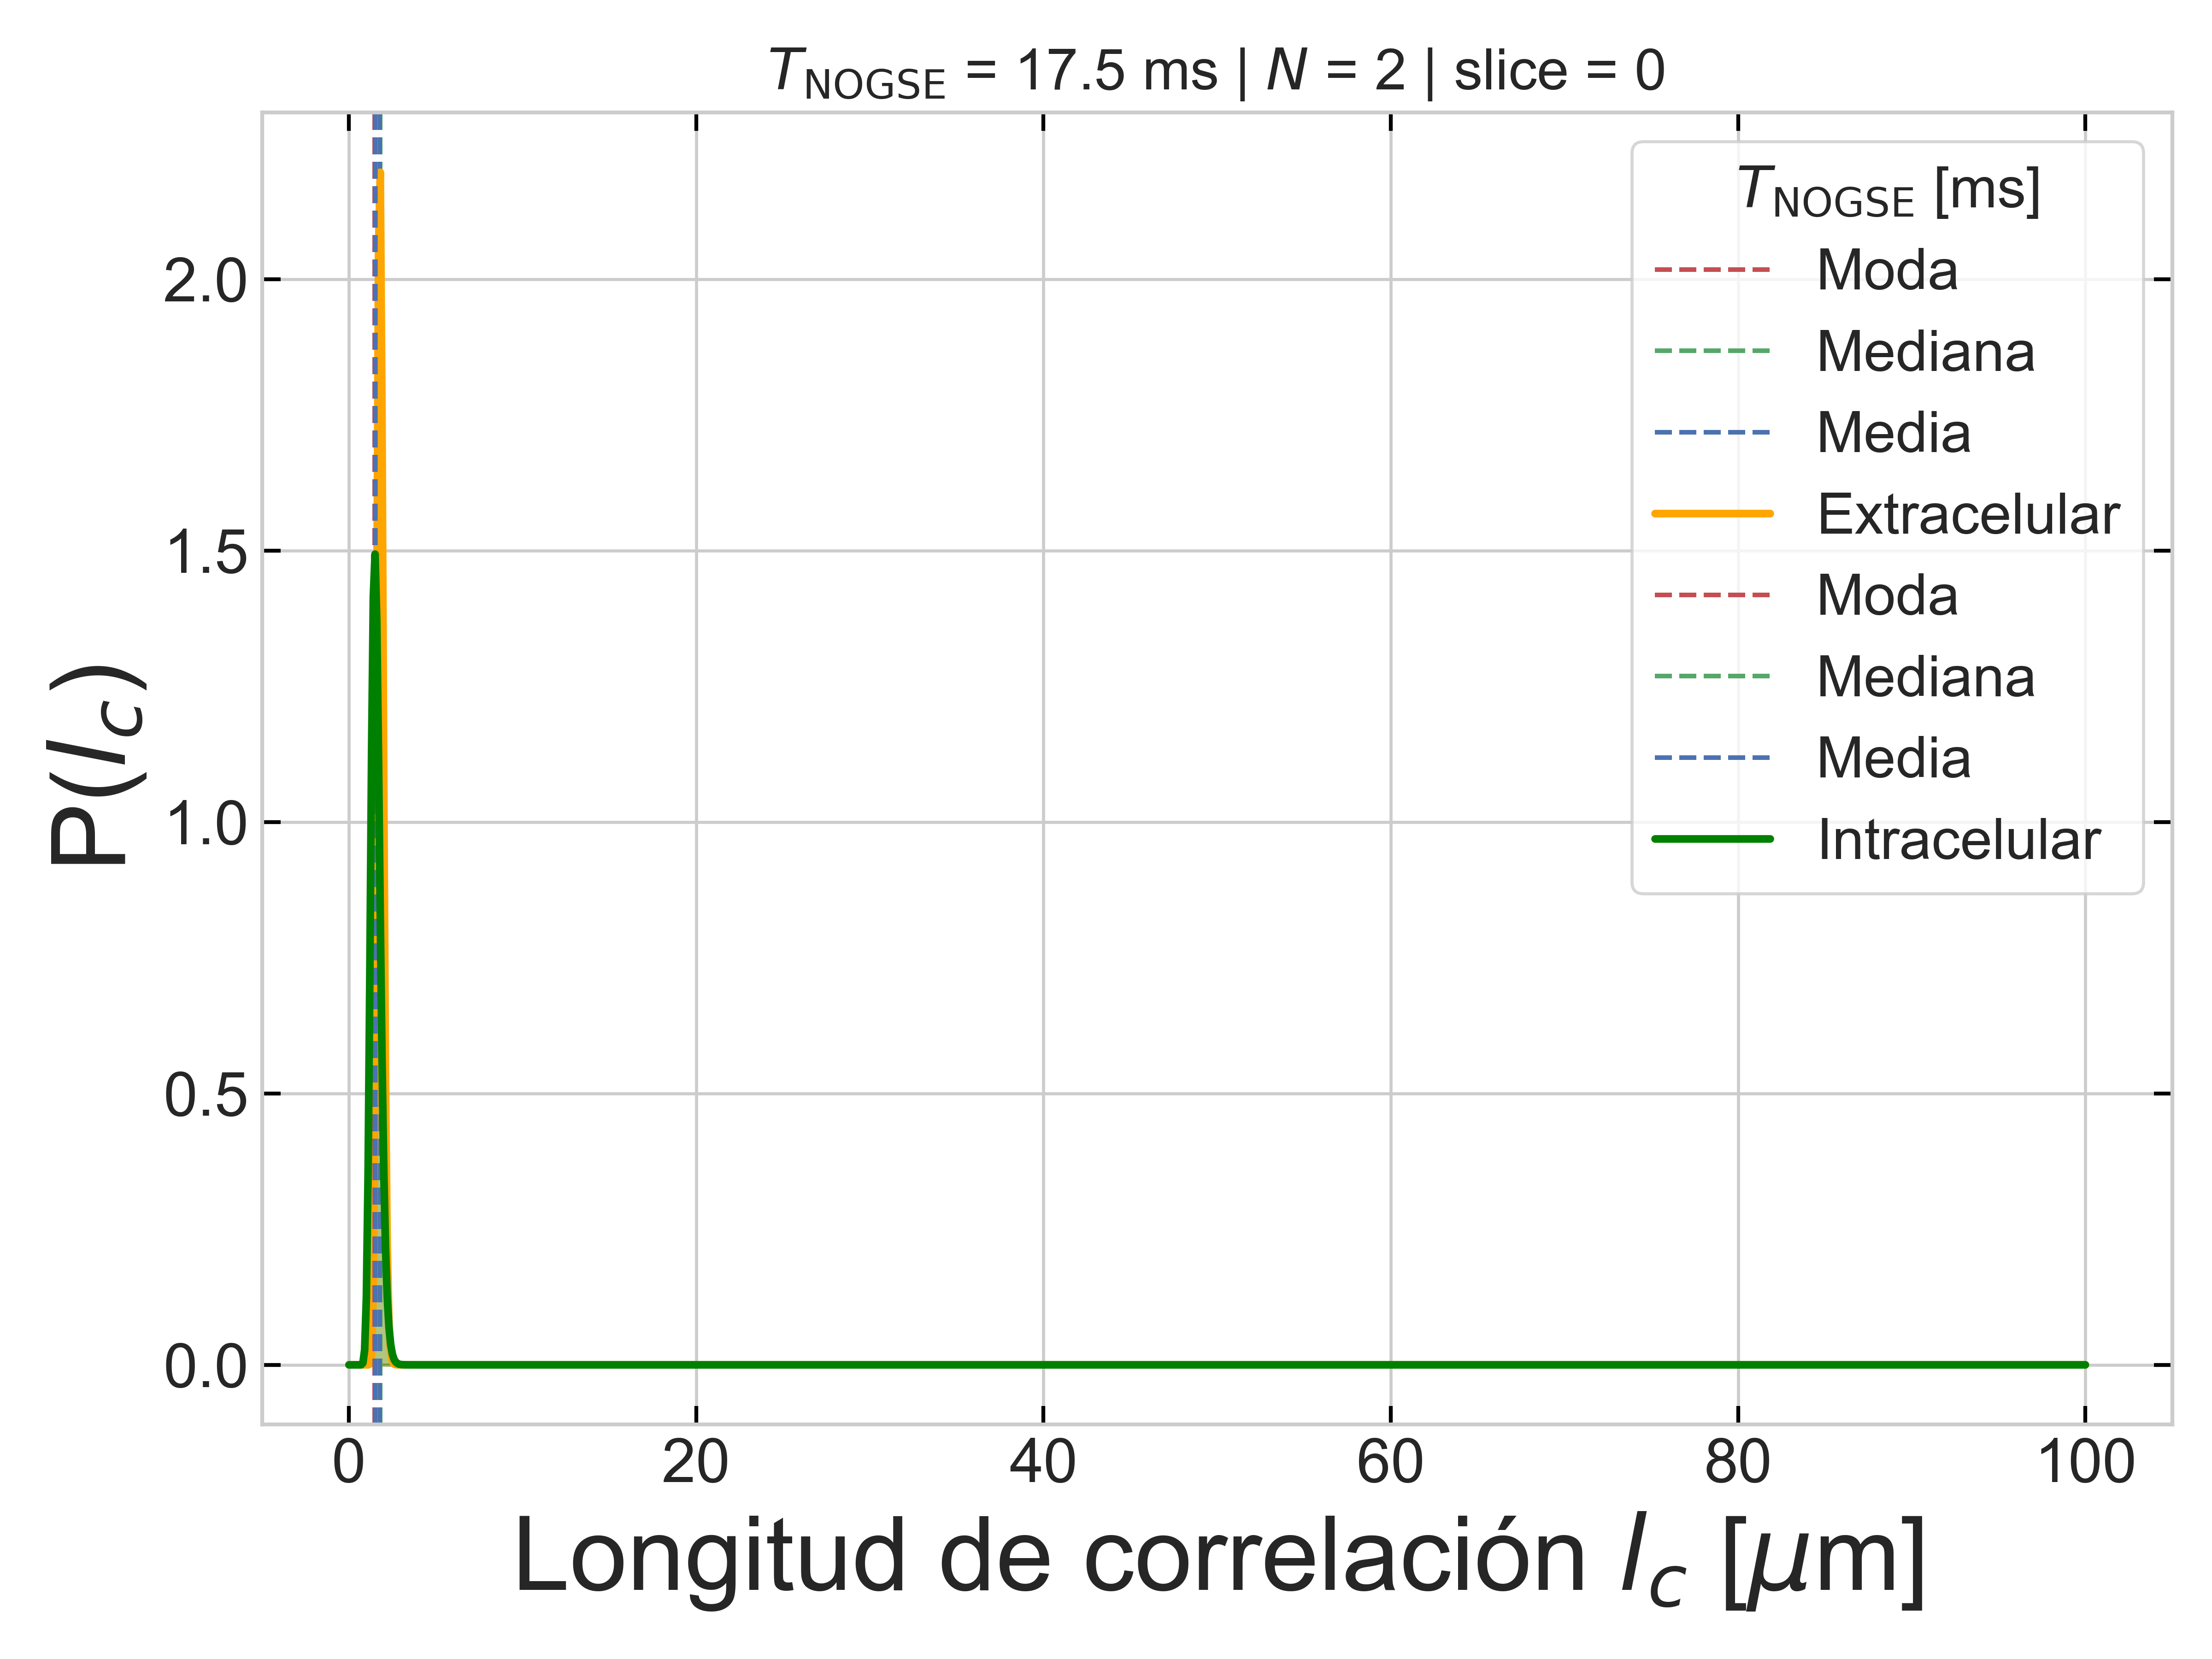 T_NOGSE = 17.5 ms | N = 2 | slice = 0
T_NOGSE [ms]
Moda
Mediana
Media
Extracelular
Moda
Mediana
Media
Intracelular
P(l_c)
2.0
1.5
1.0
0.5
0.0
0 20 40 60 80 100
Longitud de correlación l_c [μm]